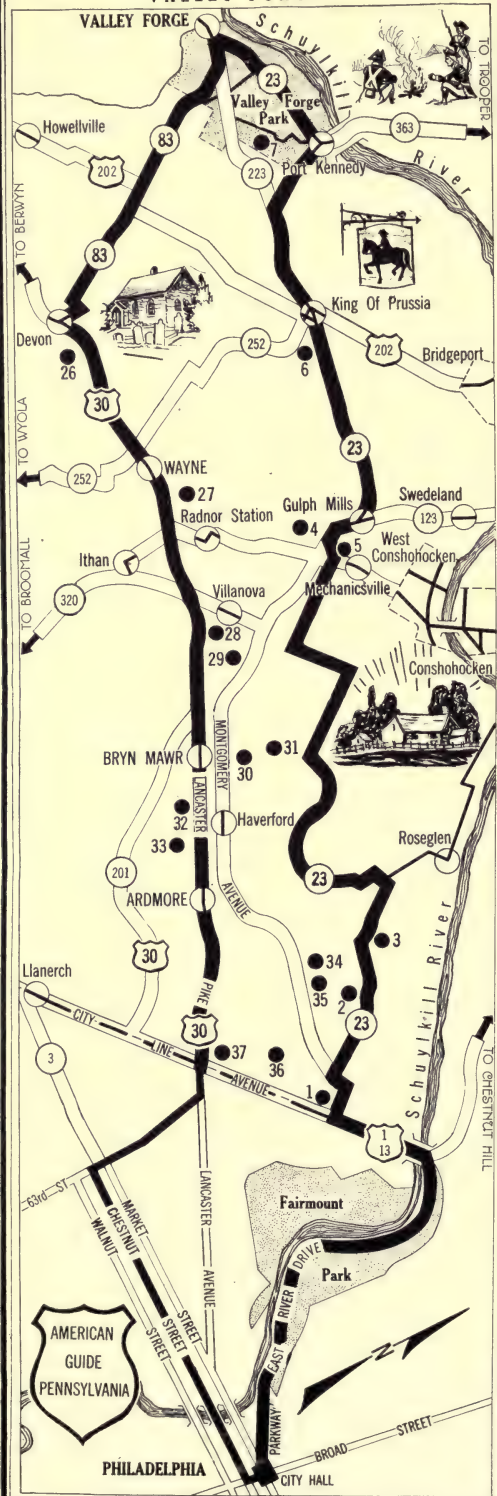 VALLEY FORGE
Schuylkill
River
TO TROOPER
23
Valley Forge
Park
363
7
Howellville
83
202
223
Port Kennedy
TO BERWYN
83
King Of Prussia
Devon
252
202
Bridgeport
26
6
30
TO WYOLA
23
WAYNE
252
27
Gulph Mills
Swedeland
4
123
Radnor Station
5
West
Conshohocken
Ithan
Mechanicsville
320
Villanova
TO BROOMALL
28
29
Conshohocken
MONTGOMERY
AVENUE
31
BRYN MAWR
30
LANCASTER
PIKE
32
Haverford
33
Roseglen
201
23
ARDMORE
3
30
34
Llanerch
35
2
23
Schuylkill River
30
CITY
LINE
AVENUE
37
36
3
1
TO CHESTNUT HILL
1
13
63rd ST
MARKET
STREET
CHESTNUT
STREET
WALNUT
STREET
LANCASTER
AVENUE
Fairmount
Park
EAST RIVER DRIVE
AMERICAN
GUIDE
PENNSYLVANIA
N
PARKWAY
BROAD STREET
PHILADELPHIA
CITY HALL